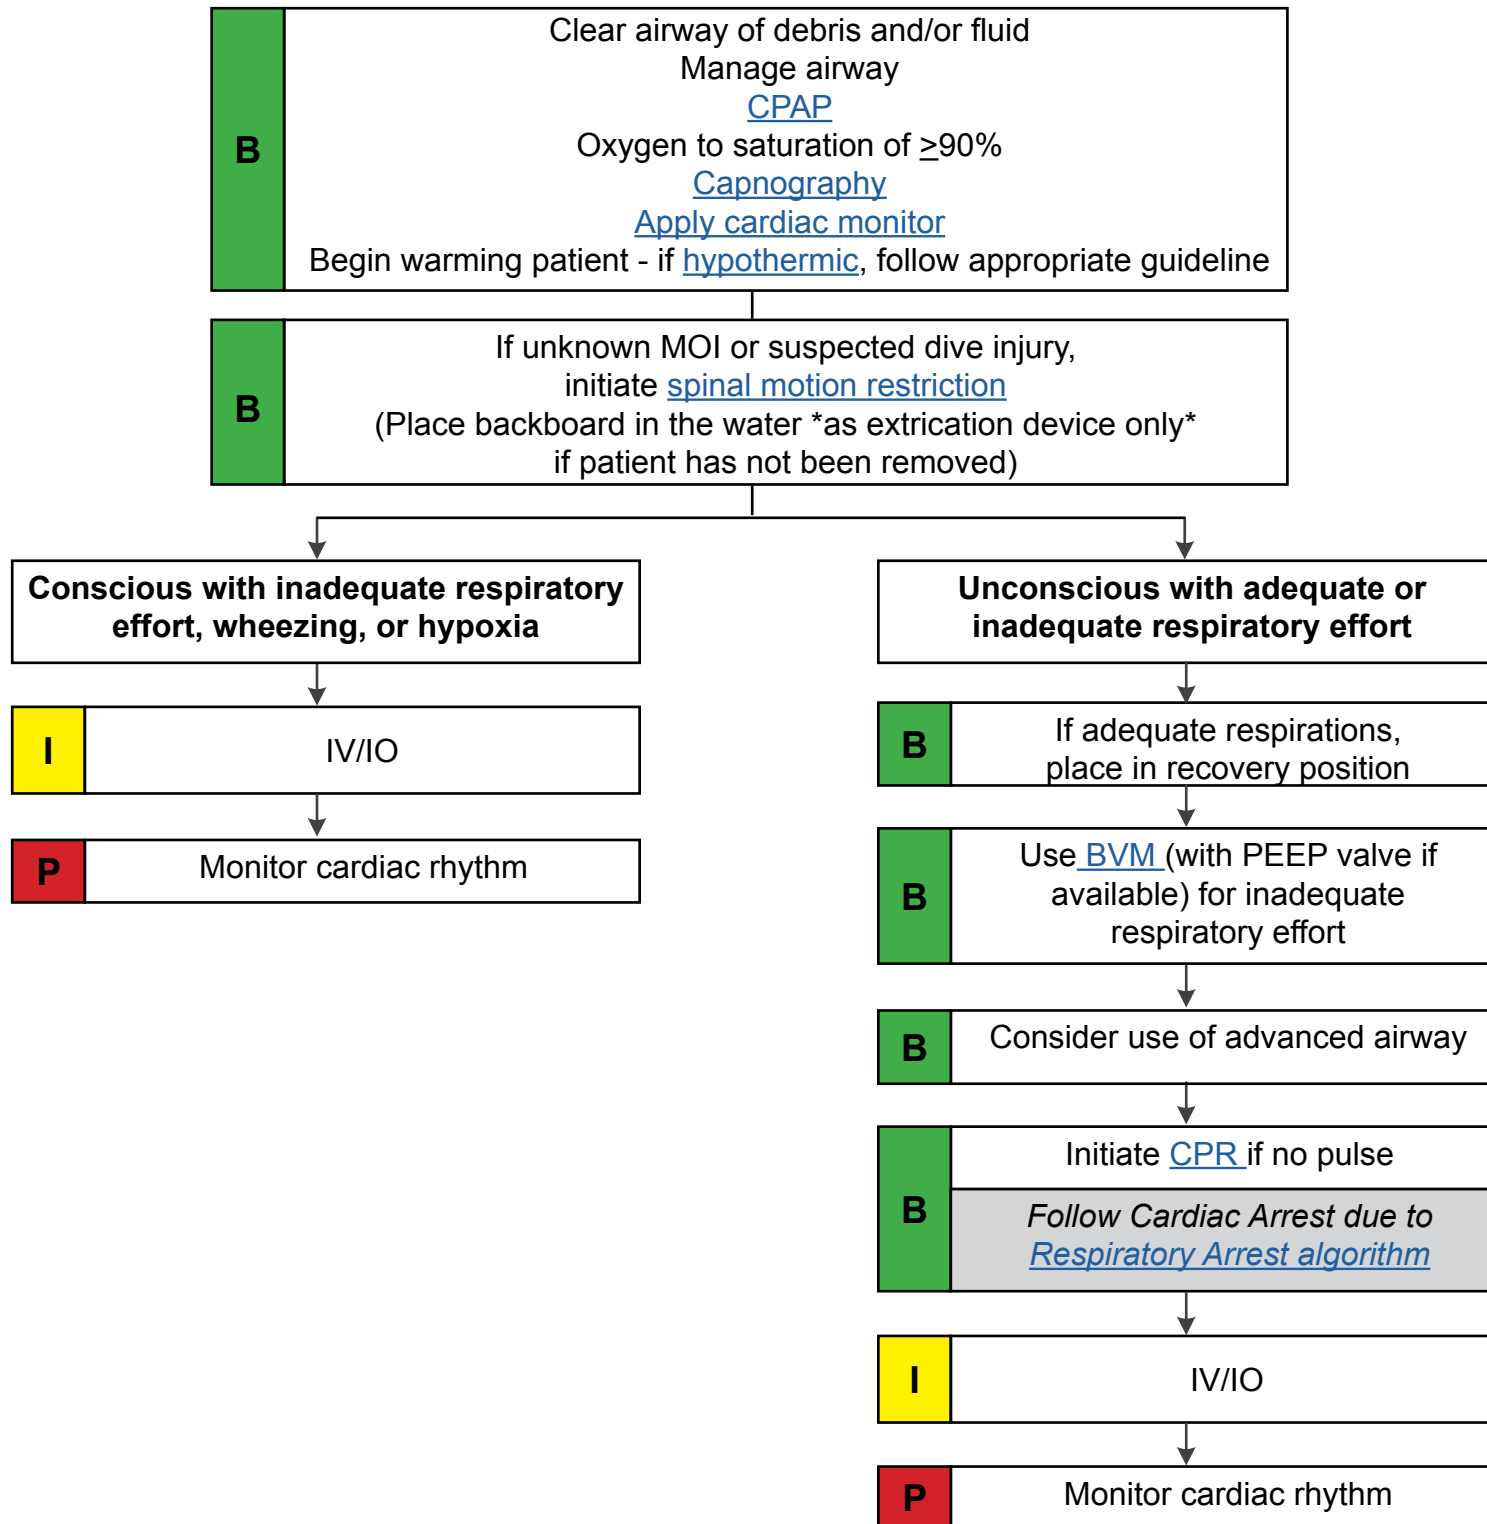 B
Clear airway of debris and/or fluid
Manage airway
CPAP
Oxygen to saturation of ≥90%
Capnography
Apply cardiac monitor
Begin warming patient - if hypothermic, follow appropriate guideline
B
If unknown MOI or suspected dive injury,
initiate spinal motion restriction
(Place backboard in the water *as extrication device only*
if patient has not been removed)
Conscious with inadequate respiratory
effort, wheezing, or hypoxia
I
IV/IO
P
Monitor cardiac rhythm
Unconscious with adequate or
inadequate respiratory effort
B
If adequate respirations,
place in recovery position
B
Use BVM (with PEEP valve if
available) for inadequate
respiratory effort
B
Consider use of advanced airway
B
Initiate CPR if no pulse
Follow Cardiac Arrest due to
Respiratory Arrest algorithm
I
IV/IO
P
Monitor cardiac rhythm